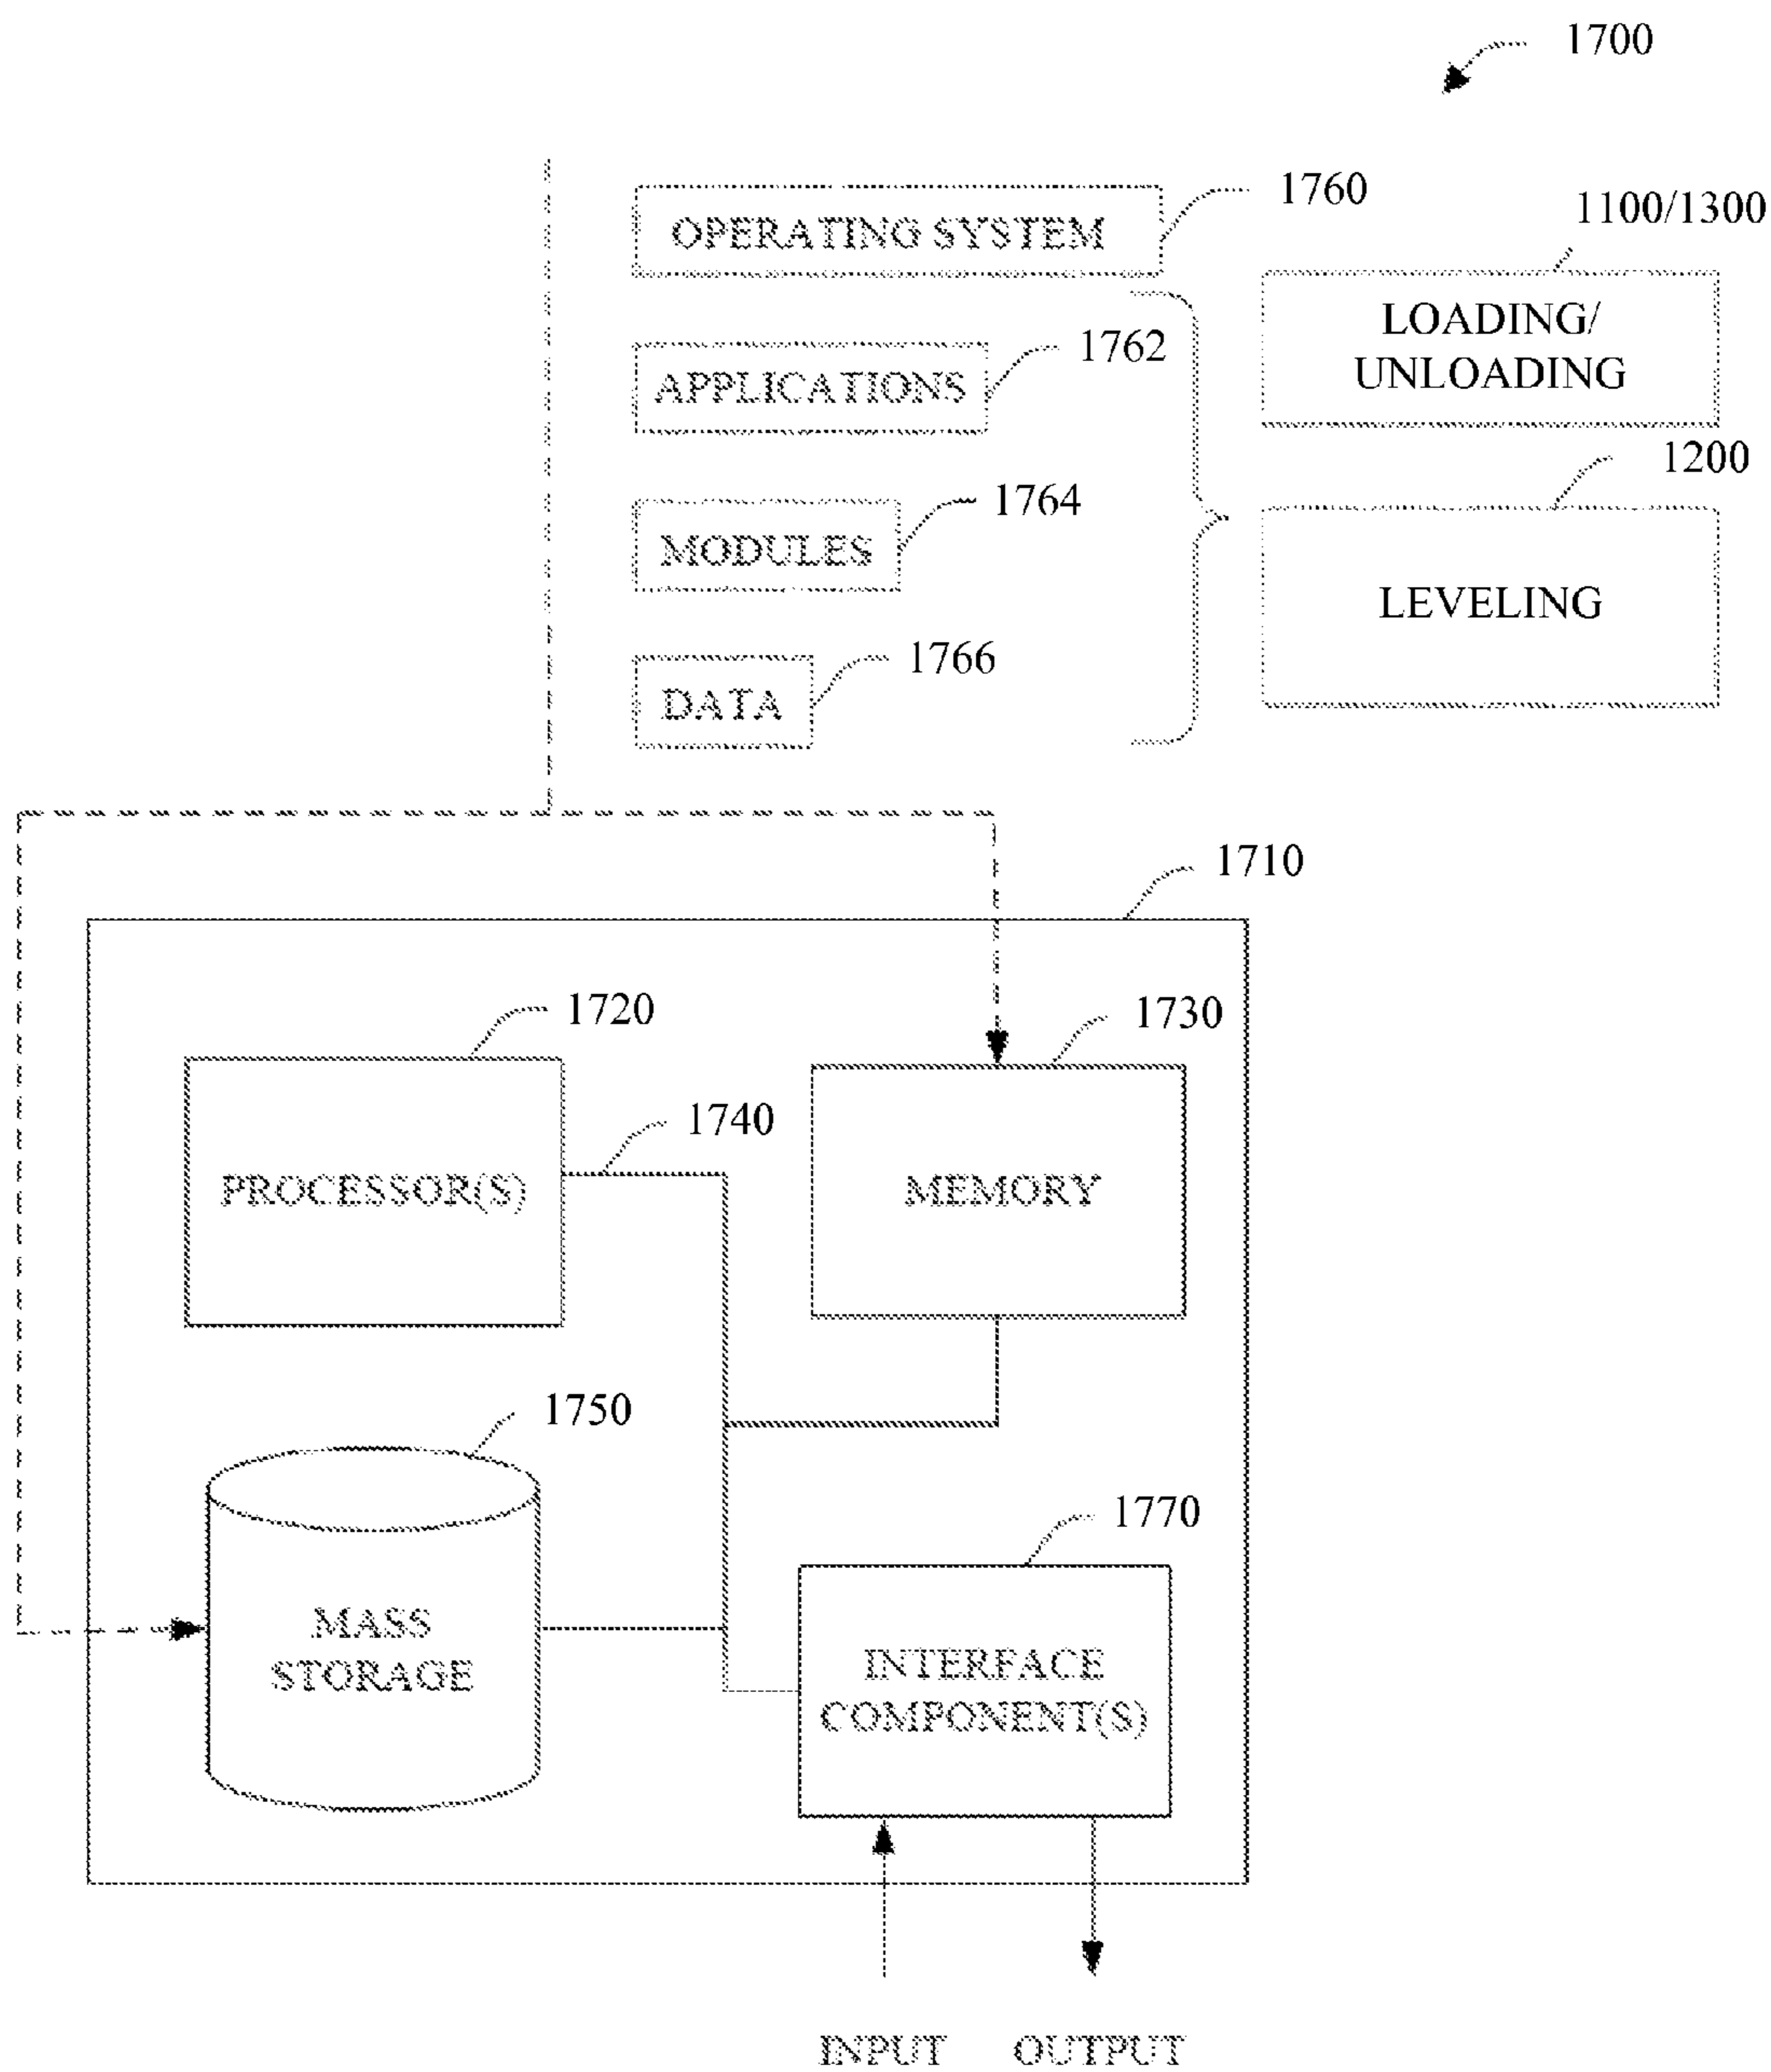 1700
1760
OPERATING SYSTEM
1100/1300
LOADING/
UNLOADING
1762
APPLICATIONS
1200
1764
MODULES
LEVELING
1766
DATA
1710
1720
PROCESSOR(S)
1730
MEMORY
1740
1750
MASS
STORAGE
1770
INTERFACE
COMPONENT(S)
INPUT
OUTPUT